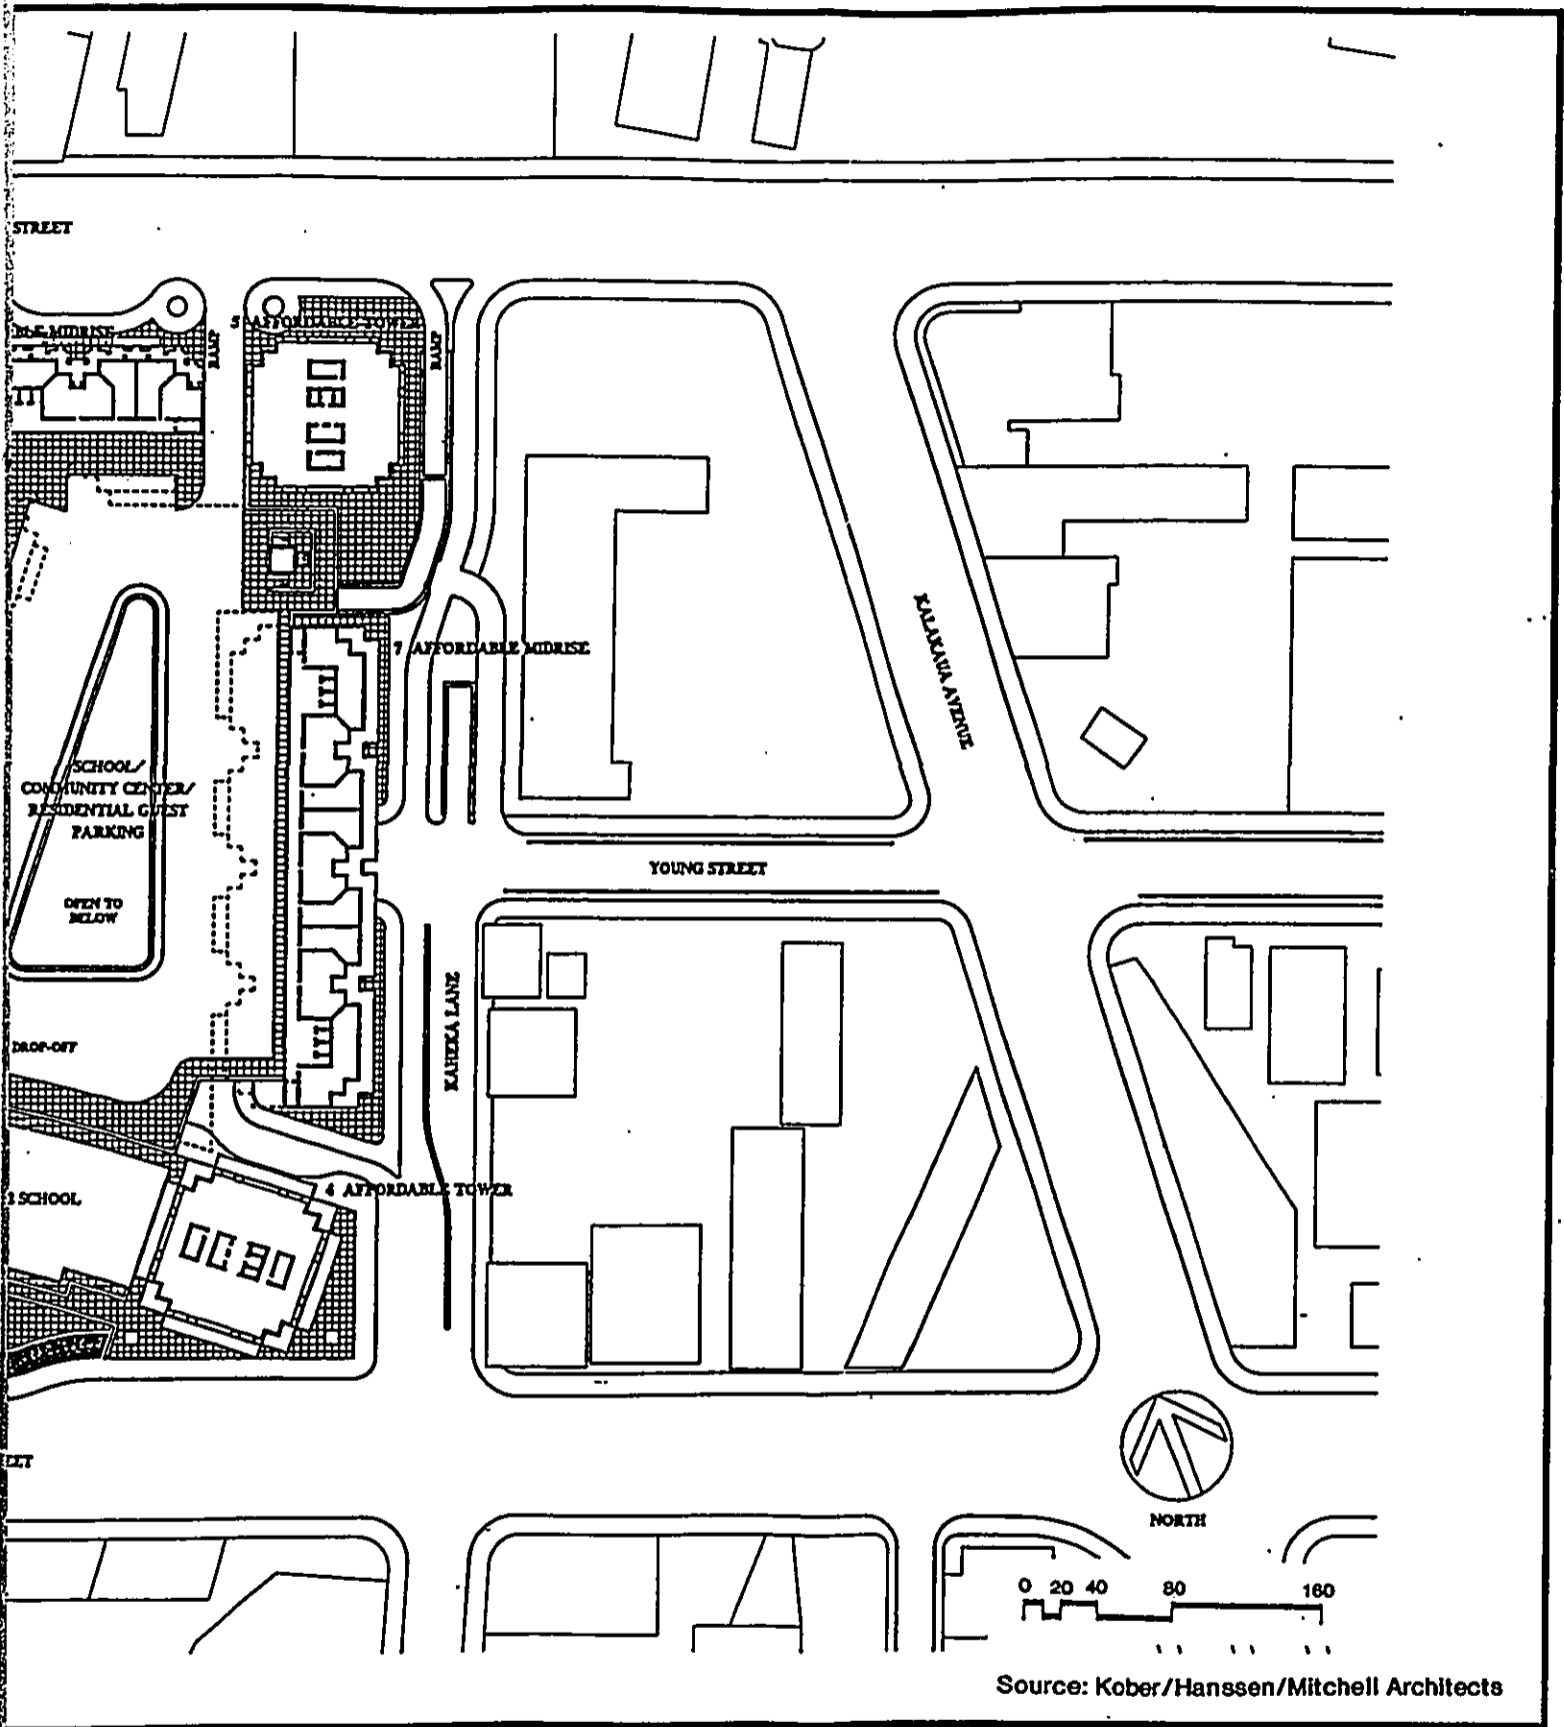 STREET
BLE MIDRISE
RAMP
5 AFFORDABLE TOWER
RAMP
KALAKAUA AVENUE
7 AFFORDABLE MIDRISE
SCHOOL/
COMMUNITY CENTER/
RESIDENTIAL GUEST
PARKING
YOUNG STREET
OPEN TO
BELOW
KAHEKA LANE
DROP-OFF
4 AFFORDABLE TOWER
SCHOOL
EET
NORTH
0 20 40 80 160
Source: Kober/Hanssen/Mitchell Architects